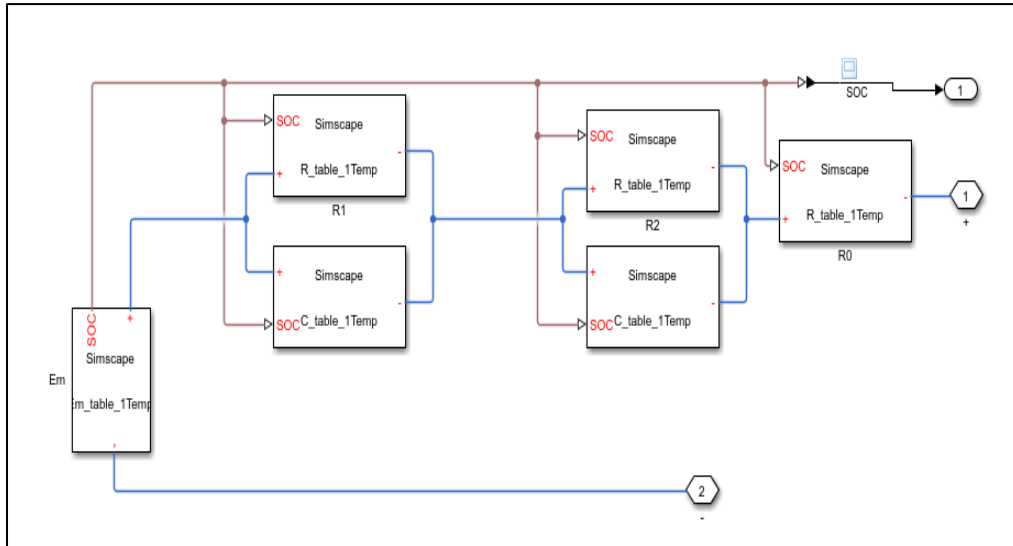 SOC
1
SOC
Simscape
-
+
R_table_1Temp
R1
SOC
Simscape
-
+
R_table_1Temp
R2
SOC
Simscape
-
+
R_table_1Temp
R0
1
+
+
Simscape
-
SOC
C_table_1Temp
+
Simscape
-
SOC
C_table_1Temp
SOC
+
Simscape
Em
Em_table_1Temp
-
2
-